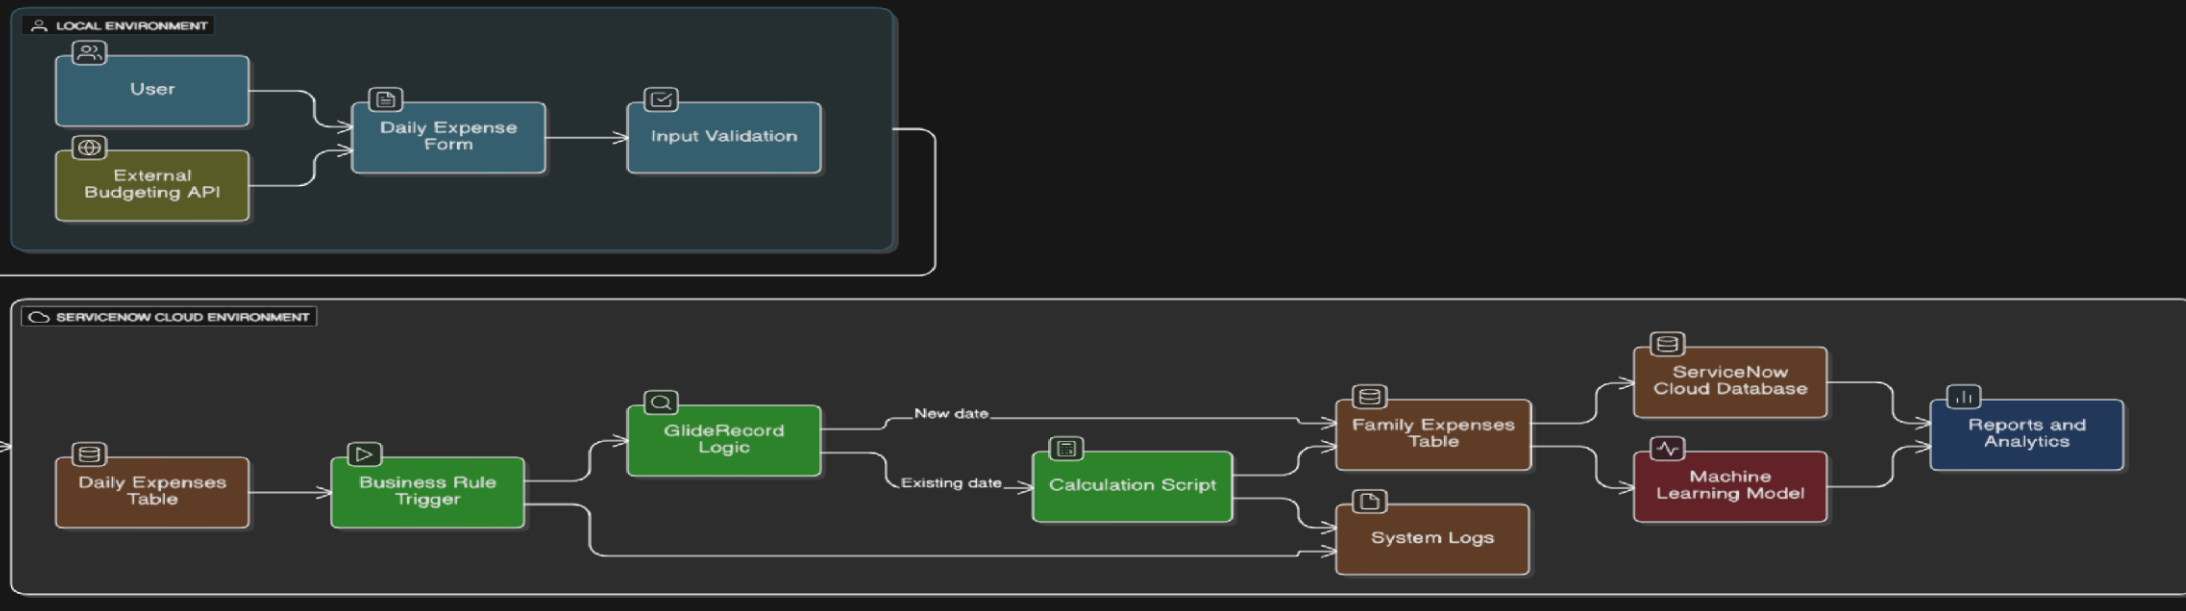 LOCAL ENVIRONMENT
User
External
Budgeting API
Daily Expense
Form
Input Validation
SERVICENOW CLOUD ENVIRONMENT
Daily Expenses
Table
Business Rule
Trigger
GlideRecord
Logic
New date
Existing date
Calculation Script
Family Expenses
Table
System Logs
ServiceNow
Cloud Database
Machine
Learning Model
Reports and
Analytics